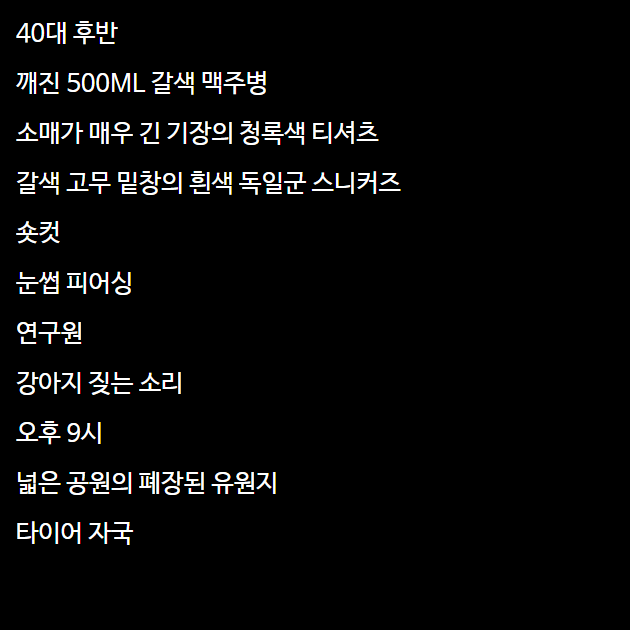 40대 후반
깨진 500ML 갈색 맥주병
소매가 매우 긴 기장의 청록색 티셔츠
갈색 고무 밑창의 흰색 독일군 스니커즈
숏컷
눈썹 피어싱
연구원
강아지 짖는 소리
오후 9시
넓은 공원의 폐장된 유원지
타이어 자국